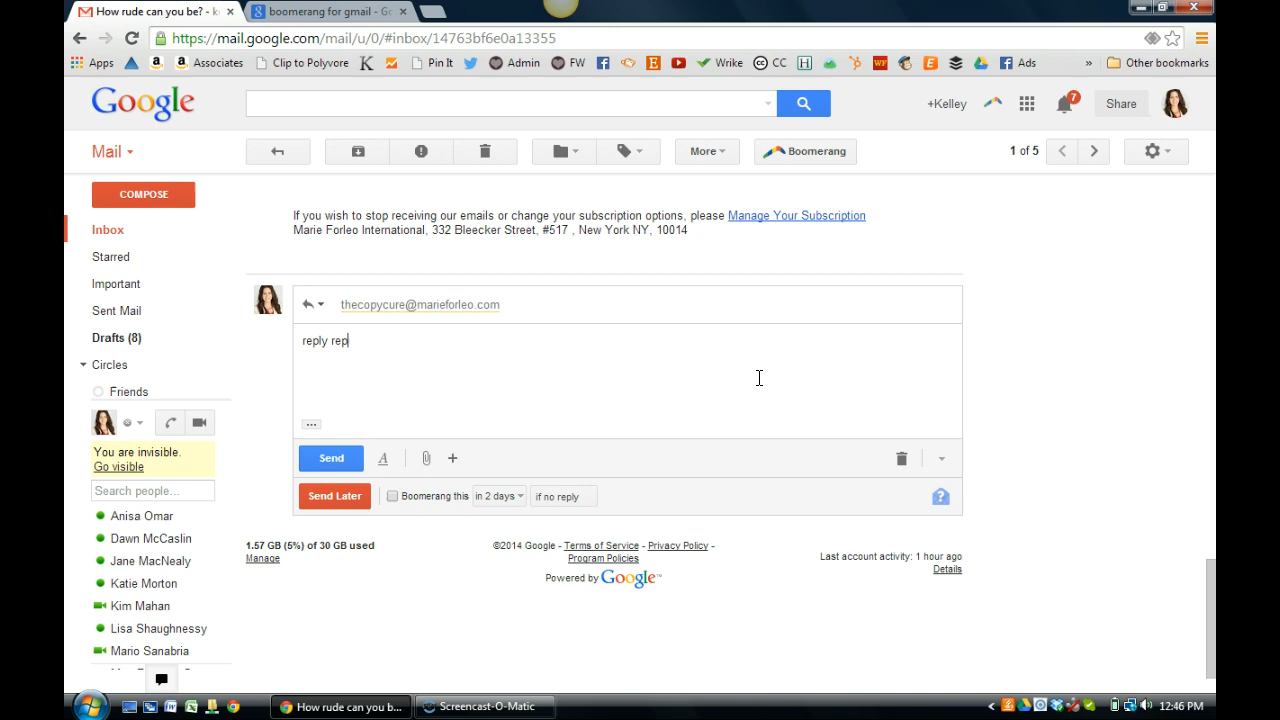 How rude can you be? - k
boomerang for gmail - Go
https://mail.google.com/mail/u/0/#inbox/14763bf6e0a13355
Apps
Associates
Clip to Polyvore
Pin It
Admin
FW
Wrike
CC
Ads
»
Other bookmarks
Google
+Kelley
7
Share
Mail
More
Boomerang
1 of 5
COMPOSE
Inbox
Starred
Important
Sent Mail
Drafts (8)
Circles
Friends
You are invisible.
Go visible
Search people...
Anisa Omar
Dawn McCaslin
Jane MacNealy
Katie Morton
Kim Mahan
Lisa Shaughnessy
Mario Sanabria
If you wish to stop receiving our emails or change your subscription options, please Manage Your Subscription
Marie Forleo International, 332 Bleecker Street, #517 , New York NY, 10014
thecopycure@marieforleo.com
reply rep
...
Send
A
+
Send Later
Boomerang this
in 2 days
if no reply
?
1.57 GB (5%) of 30 GB used
Manage
©2014 Google - Terms of Service - Privacy Policy -
Program Policies
Powered by Google™
Last account activity: 1 hour ago
Details
How rude can you b...
Screencast-O-Matic
12:46 PM